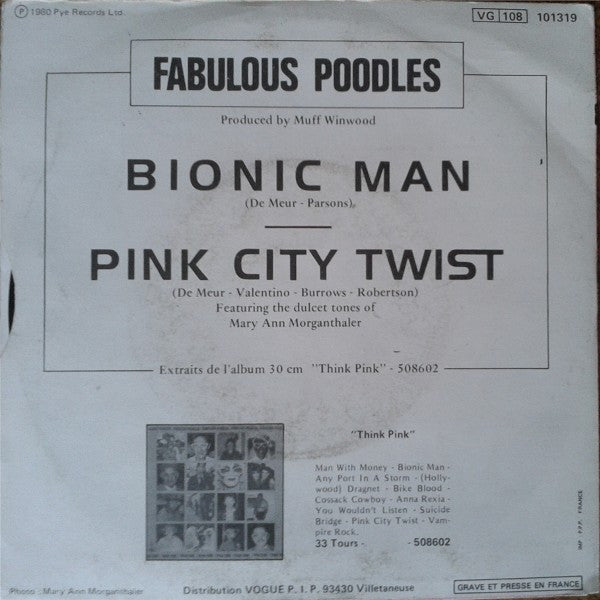 Ⓟ 1980 Pye Records Ltd.
VG 108 101319
FABULOUS POODLES
Produced by Muff Winwood
BIONIC MAN
(De Meur - Parsons)
PINK CITY TWIST
(De Meur - Valentino - Burrows - Robertson)
Featuring the dulcet tones of
Mary Ann Morganthaler
Extraits de l'album 30 cm "Think Pink" - 508602
"Think Pink"
Man With Money - Bionic Man -
Any Port In A Storm - (Holly-
wood) Dragnet - Bike Blood -
Cossack Cowboy - Anna Rexia -
You Wouldn't Listen - Suicide
Bridge - Pink City Twist - Vam-
pire Rock.
33 Tours - - 508602
IMP P.P.P. FRANCE
Photo : Mary Ann Morganthaler
Distribution VOGUE P. I. P. 93430 Villetaneuse
GRAVE ET PRESSE EN FRANCE